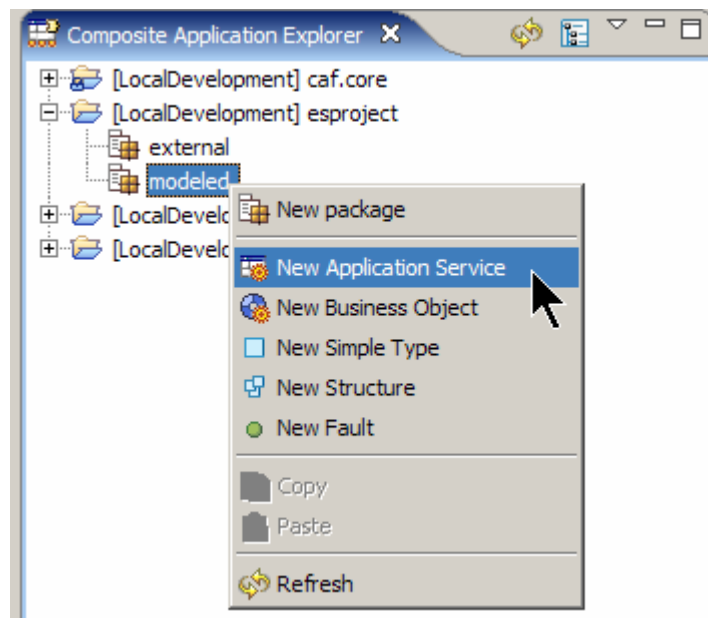 Composite Application Explorer
[LocalDevelopment] caf.core
[LocalDevelopment] esproject
external
modeled
[LocalDevelo
[LocalDevelo
New package
New Application Service
New Business Object
New Simple Type
New Structure
New Fault
Copy
Paste
Refresh